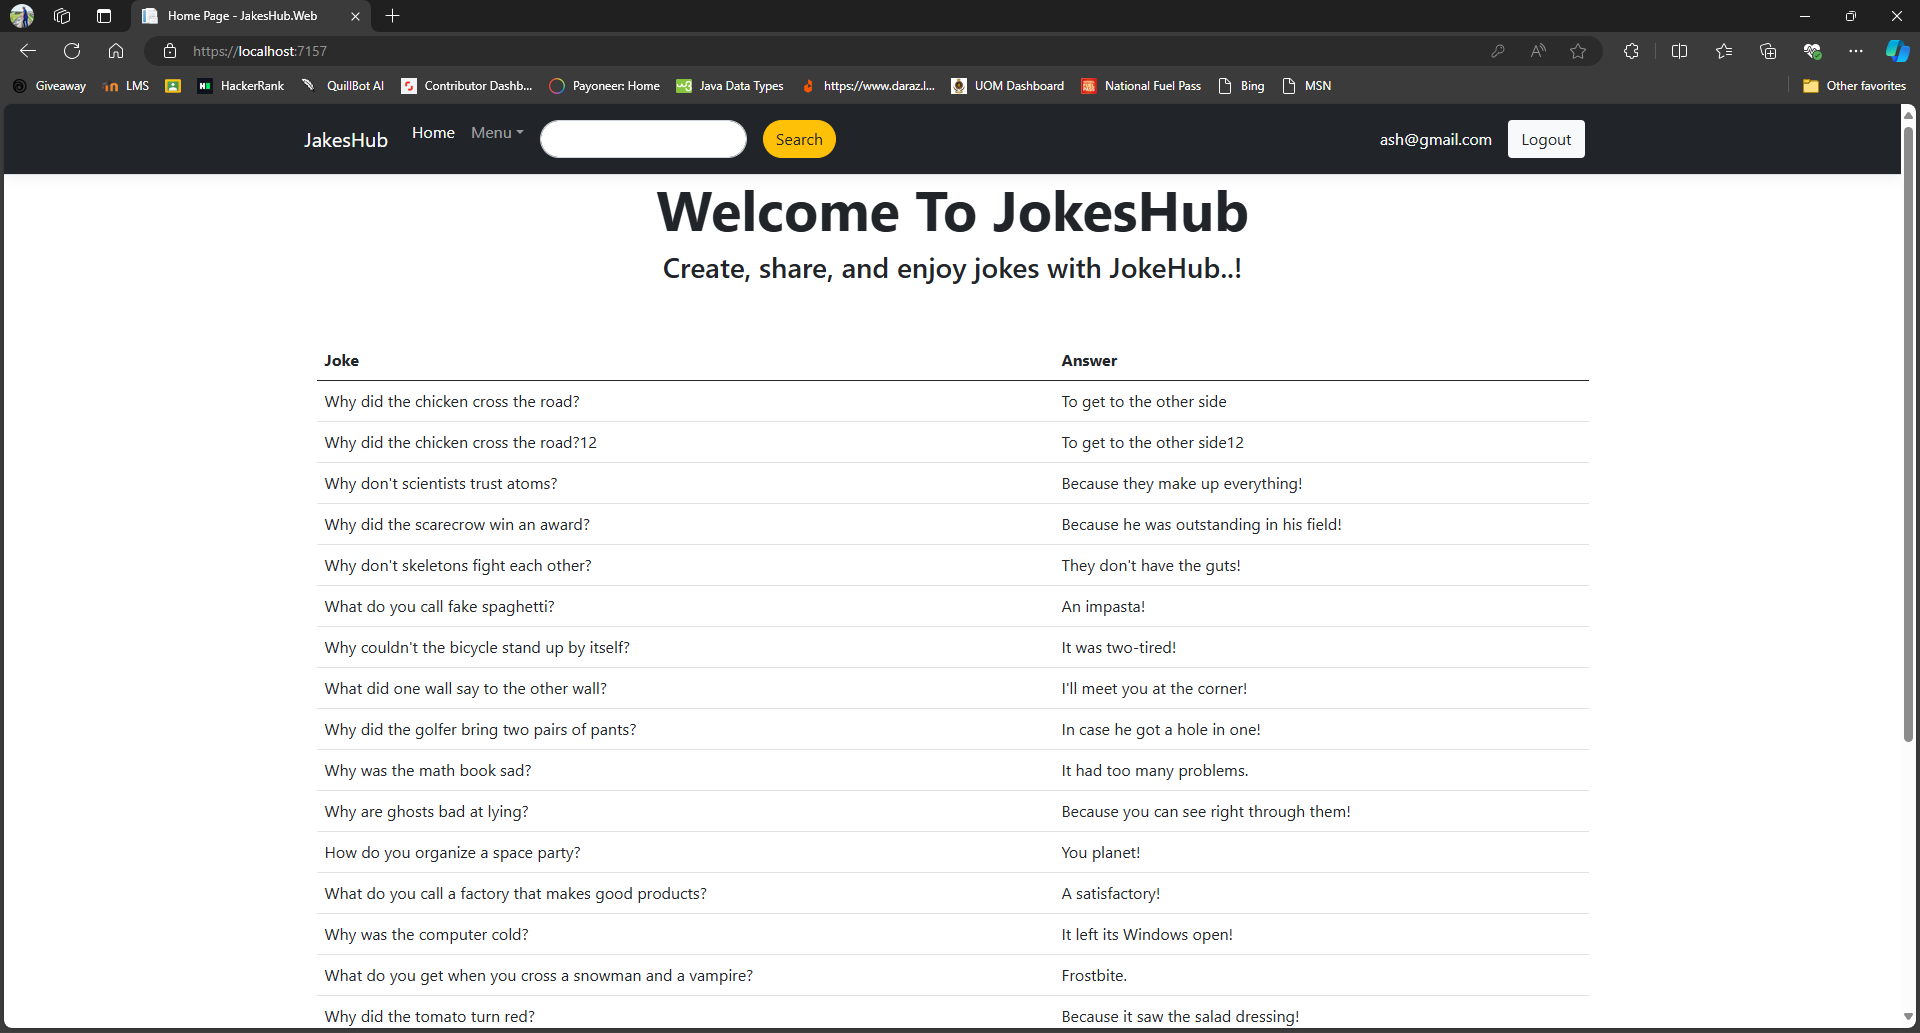 Home Page - JakesHub.Web
https://localhost:7157
Giveaway LMS HackerRank QuillBot AI Contributor Dashb... Payoneer: Home Java Data Types https://www.daraz.l... UOM Dashboard National Fuel Pass Bing MSN Other favorites
JakesHub Home Menu Search ash@gmail.com Logout
Welcome To JokesHub
Create, share, and enjoy jokes with JokeHub..!
Joke Answer
Why did the chicken cross the road? To get to the other side
Why did the chicken cross the road?12 To get to the other side12
Why don't scientists trust atoms? Because they make up everything!
Why did the scarecrow win an award? Because he was outstanding in his field!
Why don't skeletons fight each other? They don't have the guts!
What do you call fake spaghetti? An impasta!
Why couldn't the bicycle stand up by itself? It was two-tired!
What did one wall say to the other wall? I'll meet you at the corner!
Why did the golfer bring two pairs of pants? In case he got a hole in one!
Why was the math book sad? It had too many problems.
Why are ghosts bad at lying? Because you can see right through them!
How do you organize a space party? You planet!
What do you call a factory that makes good products? A satisfactory!
Why was the computer cold? It left its Windows open!
What do you get when you cross a snowman and a vampire? Frostbite.
Why did the tomato turn red? Because it saw the salad dressing!